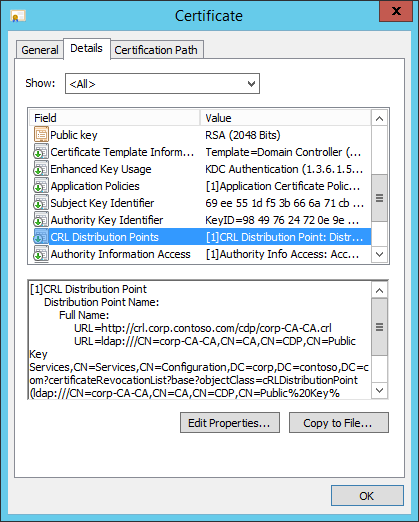 Certificate
x
General Details Certification Path
Show: <All>
Field Value
Public key RSA (2048 Bits)
Certificate Template Inform... Template=Domain Controller (...
Enhanced Key Usage KDC Authentication (1.3.6.1.5...
Application Policies [1]Application Certificate Polic...
Subject Key Identifier 69 ee 55 1d f5 3b 66 6a 71 cb ...
Authority Key Identifier KeyID=98 49 76 24 72 0e 9e ...
CRL Distribution Points [1]CRL Distribution Point: Distr...
Authority Information Access [1]Authority Info Access: Acc...
[1]CRL Distribution Point
Distribution Point Name:
Full Name:
URL=http://crl.corp.contoso.com/cdp/corp-CA-CA.crl
URL=ldap:///CN=corp-CA-CA,CN=CA,CN=CDP,CN=Public
Key
Services,CN=Services,CN=Configuration,DC=corp,DC=contoso,DC=c
om?certificateRevocationList?base?objectClass=cRLDistributionPoint
(ldap:///CN=corp-CA-CA,CN=CA,CN=CDP,CN=Public%20Key%
Edit Properties... Copy to File...
OK